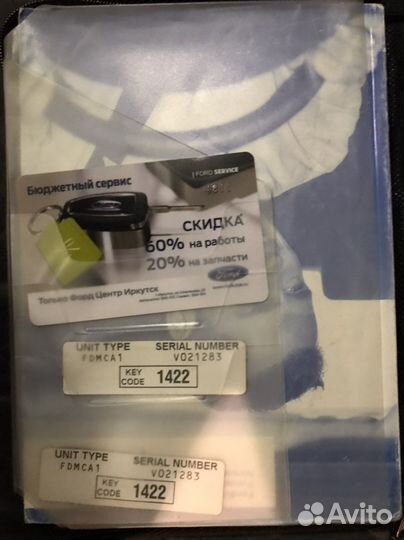 FORD SERVICE
Бюджетный сервис
СКИДКА
60% на работы
20% на запчасти
Ford
Только Форд Центр Иркутск
UNIT TYPE SERIAL NUMBER
FDMCA1 V021283
KEY CODE 1422
UNIT TYPE SERIAL NUMBER
FDMCA1 V021283
KEY CODE 1422
Avito